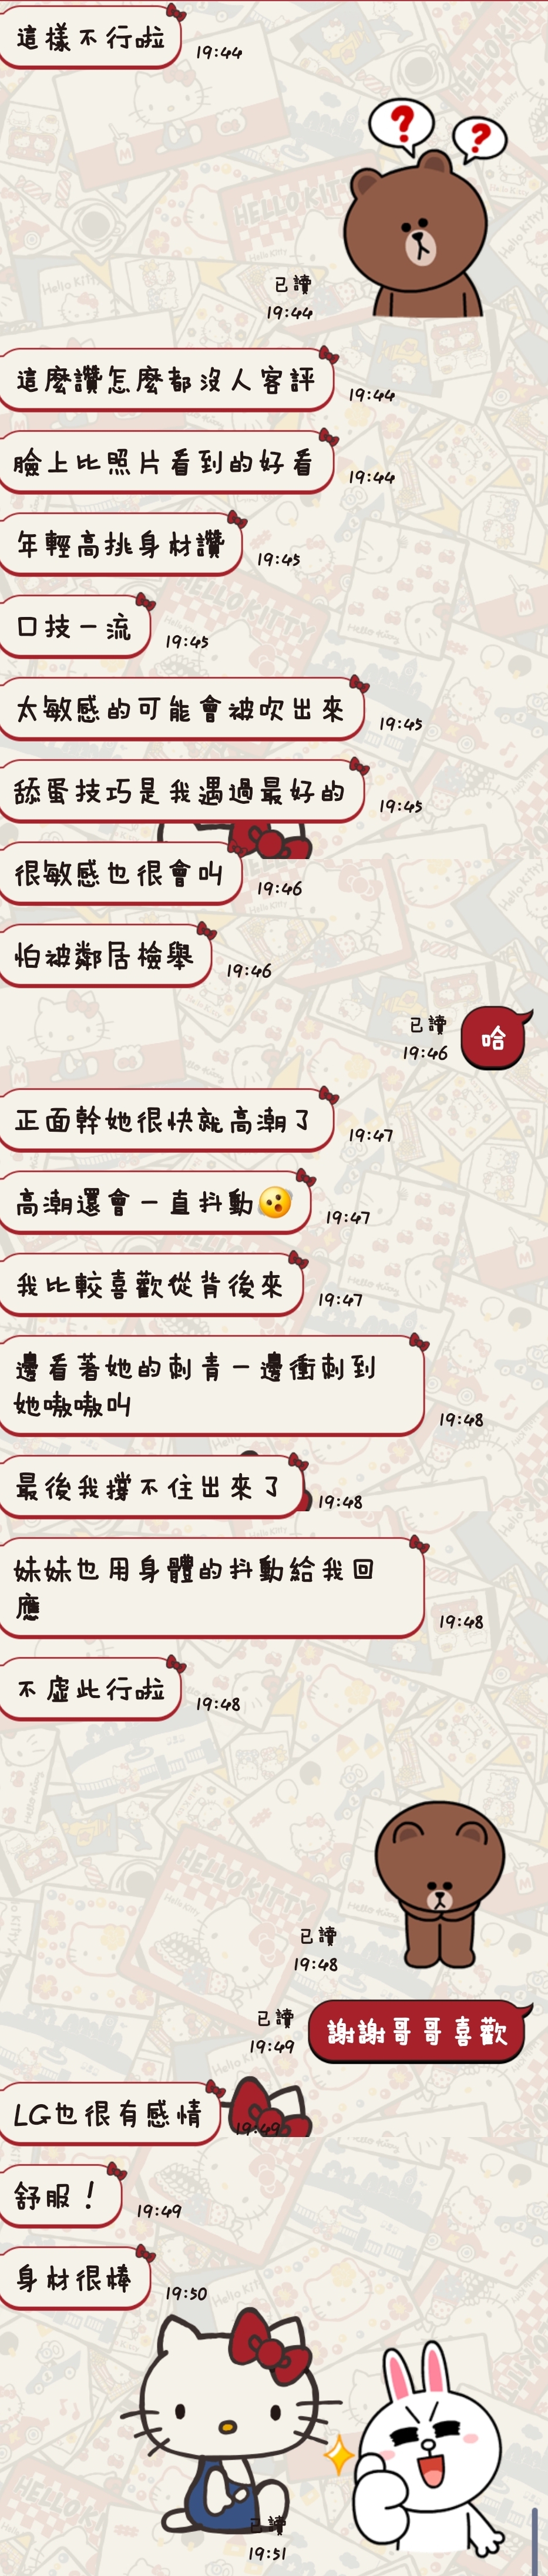 這樣不行啦
19:44
?
?
已讀
19:44
這麼讚怎麼都沒人客評
19:44
臉上比照片看到的好看
19:44
年輕高挑身材讚
19:45
口技一流
19:45
太敏感的可能會被吹出來
19:45
舔蛋技巧是我遇過最好的
19:45
很敏感也很會叫
19:46
怕被鄰居檢舉
19:46
已讀
19:46
哈
正面幹她很快就高潮了
19:47
高潮還會一直抖動😮
19:47
我比較喜歡從背後來
19:47
邊看著她的刺青一邊衝刺到
她嗷嗷叫
19:48
最後我撐不住出來了
19:48
妹妹也用身體的抖動給我回
應
19:48
不虛此行啦
19:48
已讀
19:48
已讀
19:49
謝謝哥哥喜歡
LG也很有感情
19:49
舒服！
19:49
身材很棒
19:50
已讀
19:51